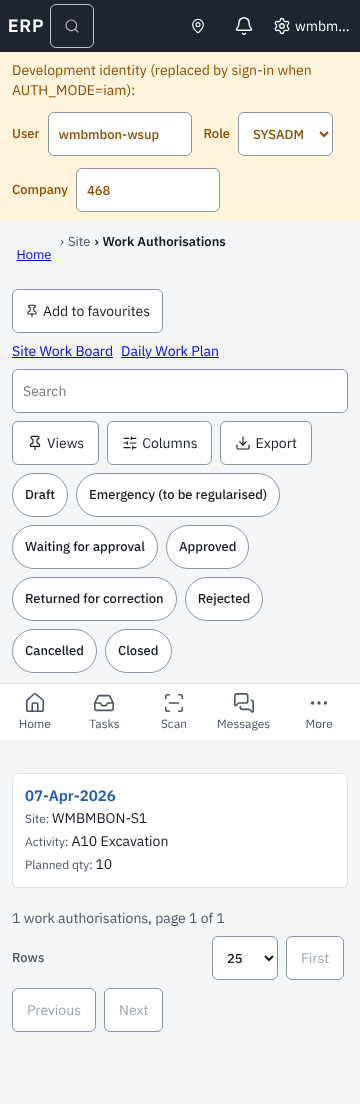 ERP wmbm...
Development identity (replaced by sign-in when
AUTH_MODE=iam):
User wmbmbon-wsup Role SYSADM
Company 468
Home › Site › Work Authorisations
Add to favourites
Site Work Board Daily Work Plan
Search
Views Columns Export
Draft Emergency (to be regularised)
Waiting for approval Approved
Returned for correction Rejected
Cancelled Closed
Home Tasks Scan Messages More
07-Apr-2026
Site: WMBMBON-S1
Activity: A10 Excavation
Planned qty: 10
1 work authorisations, page 1 of 1
Rows 25 First
Previous Next